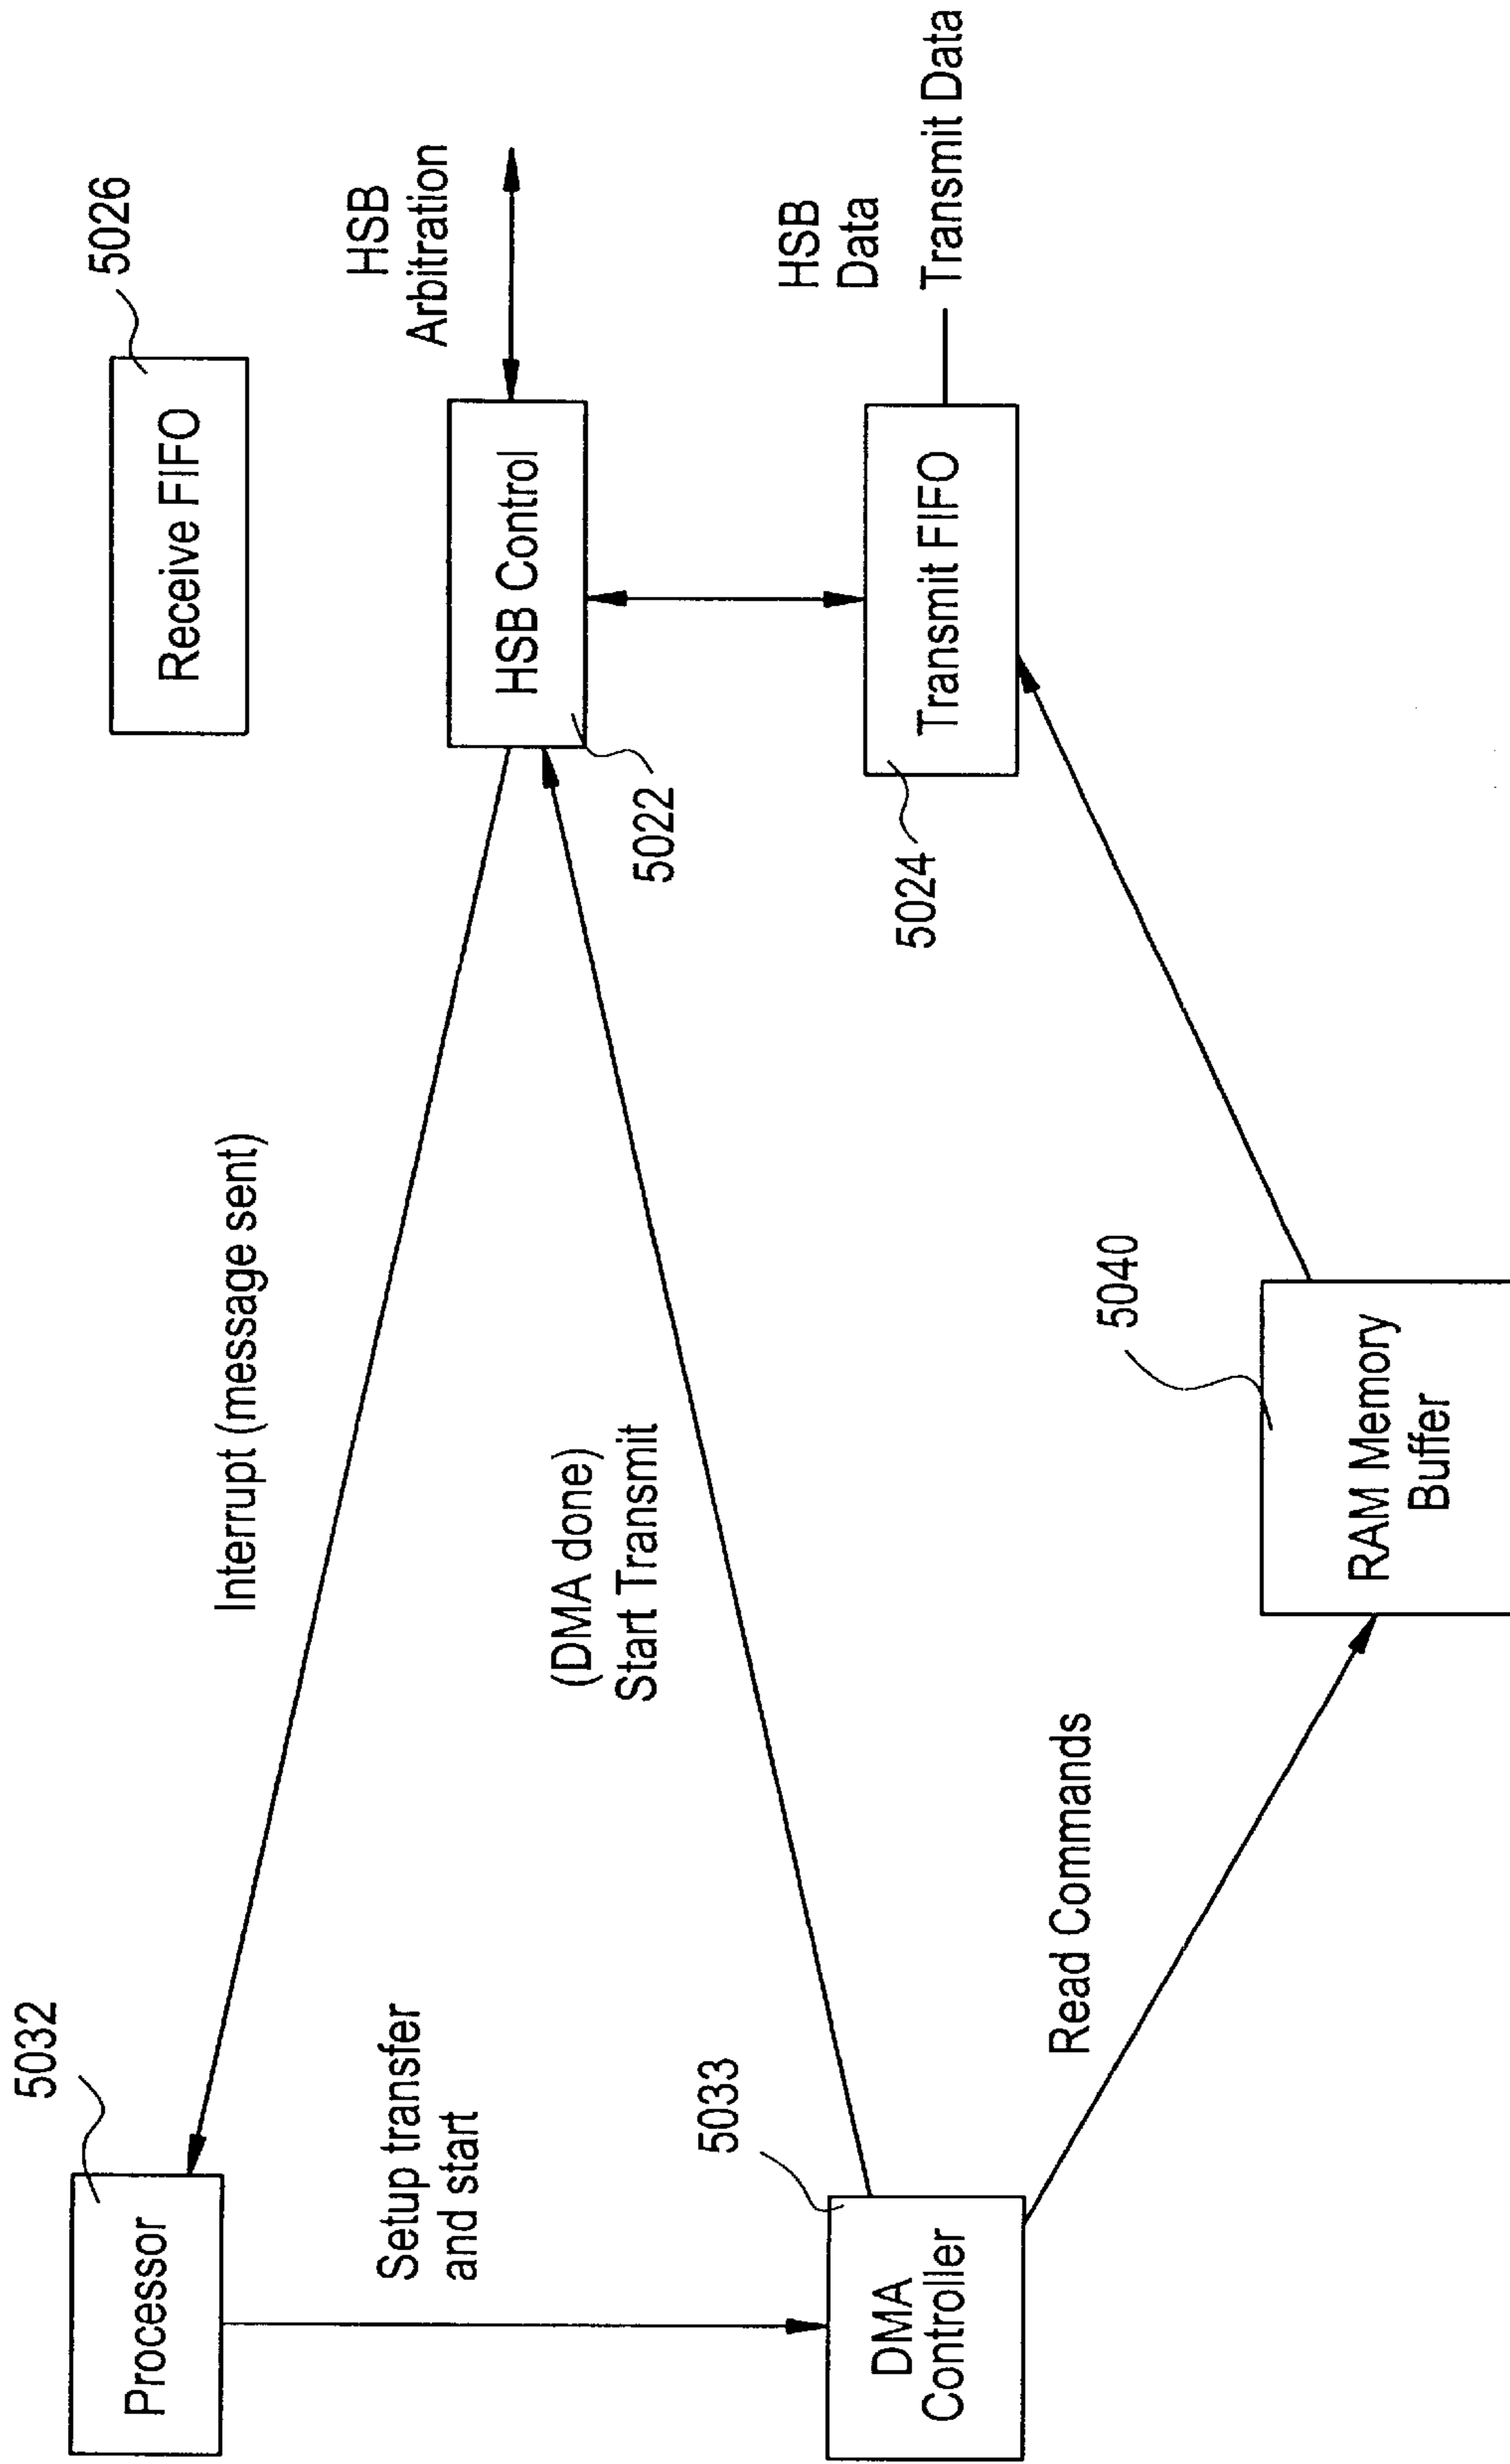 5032
Processor
Interrupt (message sent)
5026
Receive FIFO
Setup transfer
and start
(DMA done)
Start Transmit
HSB
Arbitration
HSB Control
5022
5033
DMA
Controller
Read Commands
5040
RAM Memory
Buffer
5024
Transmit FIFO
HSB
Data
Transmit Data